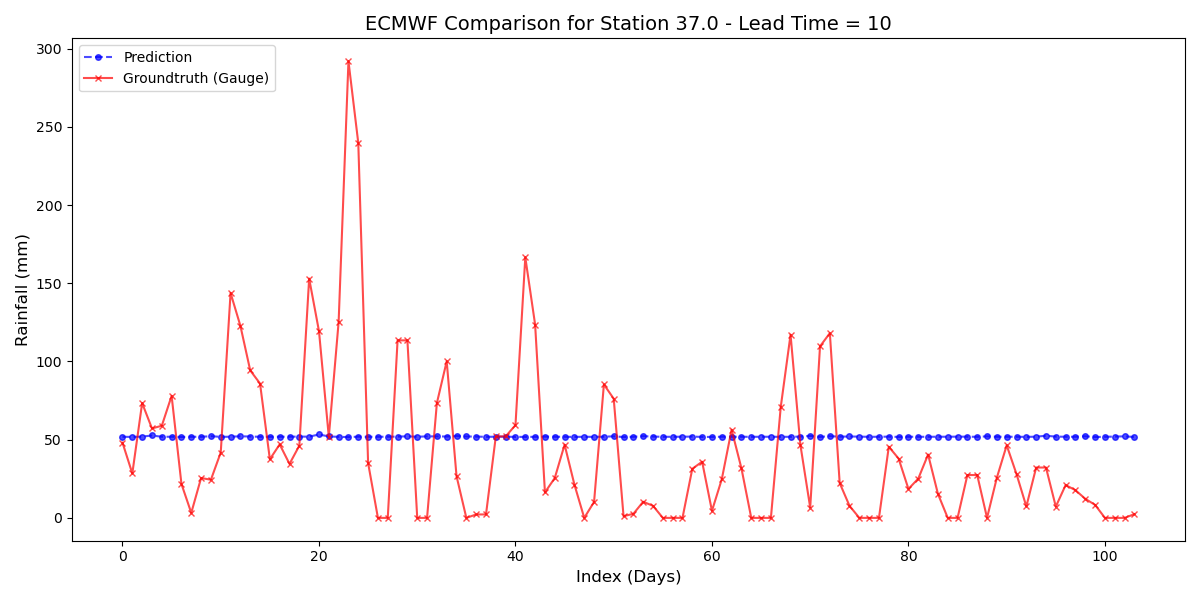 ECMWF Comparison for Station 37.0 - Lead Time = 10
Prediction
Groundtruth (Gauge)
Rainfall (mm)
300
250
200
150
100
50
0
0 20 40 60 80 100
Index (Days)